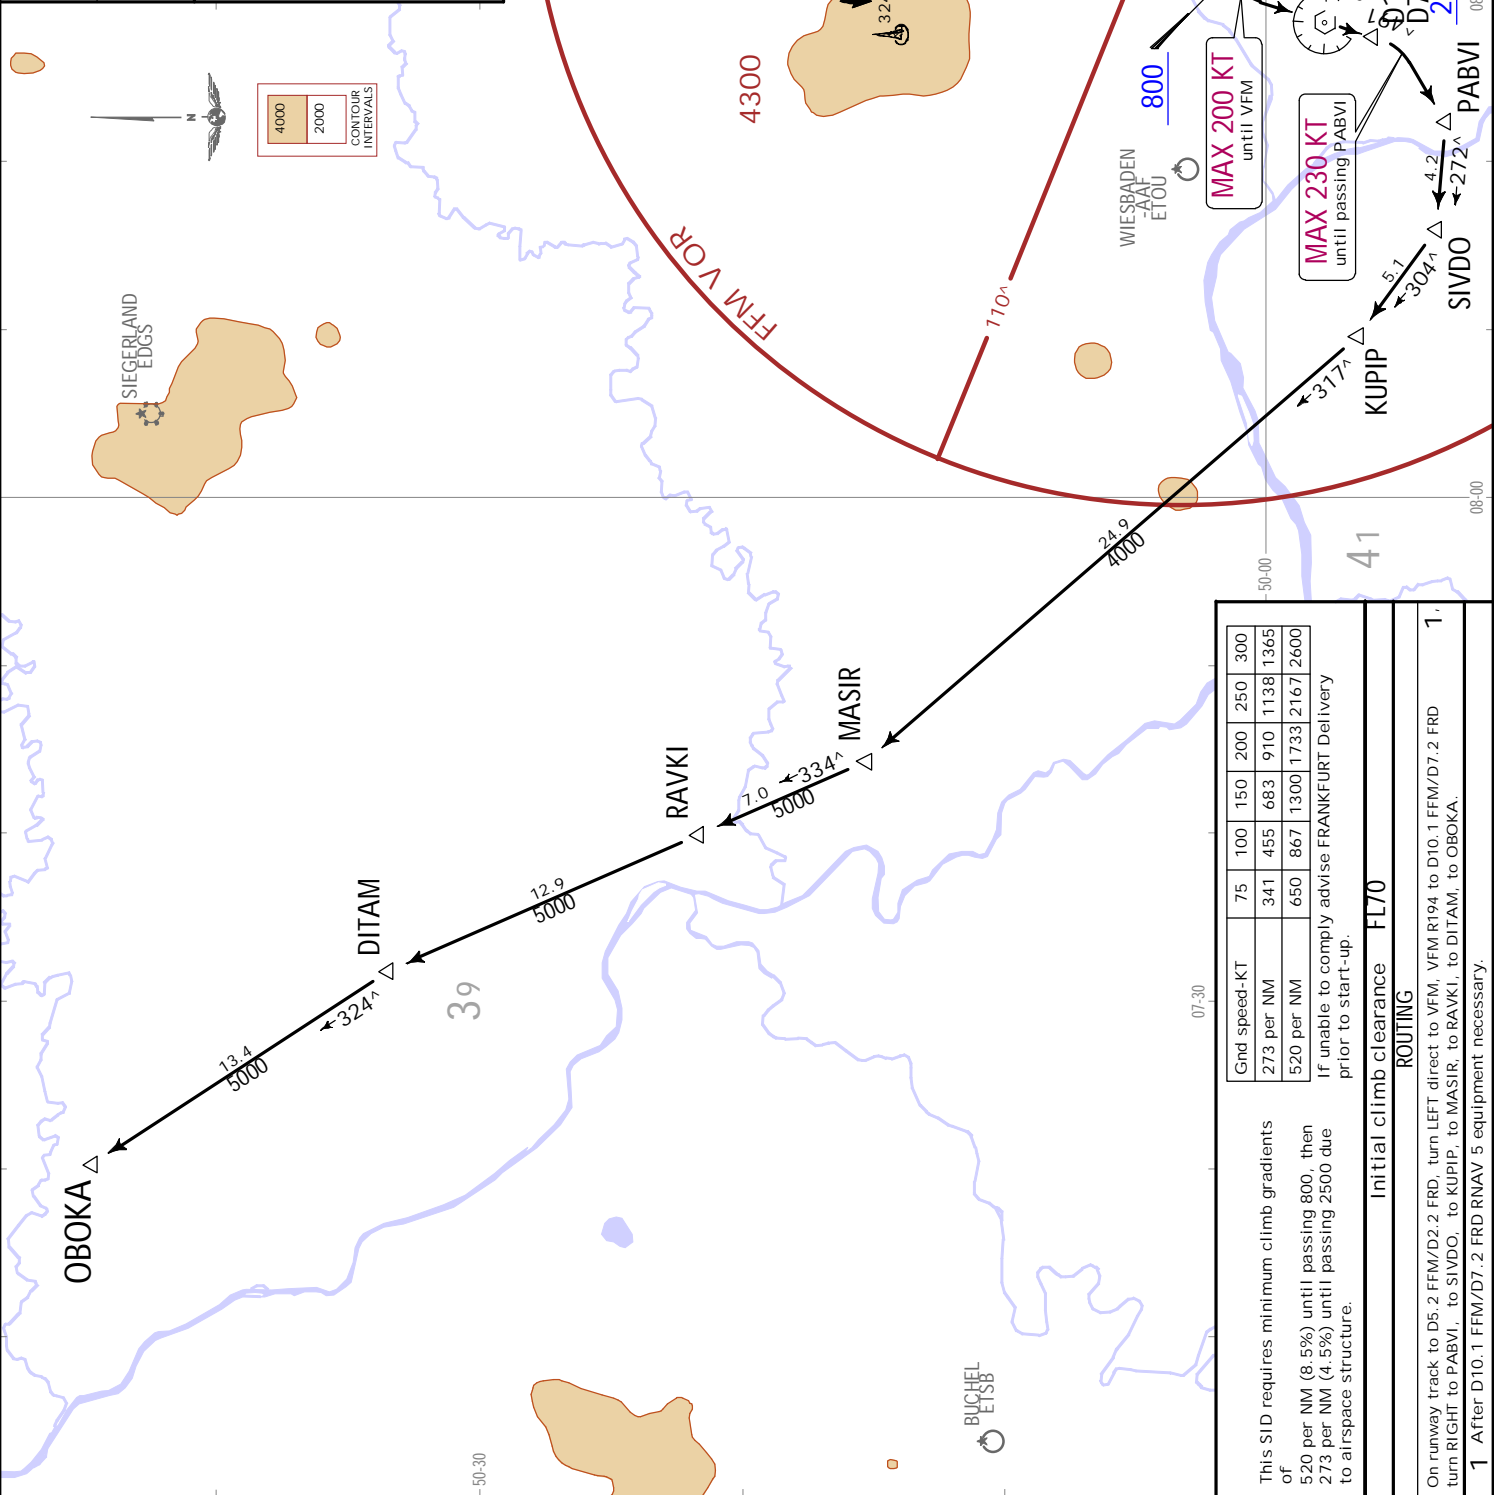 OBOKA
13.4
5000
324^
DITAM
12.9
5000
RAVKI
7.0
5000
334^
MASIR
24.9
4000
317^
KUPIP
5.1
304^
SIVDO
4.2
272^
PABVI
MAX 200 KT
until VFM
MAX 230 KT
until passing PABVI
800
4300
110^
FFM VOR
N
4000
2000
CONTOUR
INTERVALS
SIEGERLAND
EDGS
WIESBADEN
-AAF
ETOU
BUCHEL
ETSB
39
41
50-30
50-00
07-30
08-00
This SID requires minimum climb gradients
of
520 per NM (8.5%) until passing 800, then
273 per NM (4.5%) until passing 2500 due
to airspace structure.
Gnd speed-KT 75 100 150 200 250 300
273 per NM 341 455 683 910 1138 1365
520 per NM 650 867 1300 1733 2167 2600
If unable to comply advise FRANKFURT Delivery
prior to start-up.
Initial climb clearance FL70
ROUTING
On runway track to D5.2 FFM/D2.2 FRD, turn LEFT direct to VFM, VFM R194 to D10.1 FFM/D7.2 FRD
turn RIGHT to PABVI, to SIVDO, to KUPIP, to MASIR, to RAVKI, to DITAM, to OBOKA.
1 After D10.1 FFM/D7.2 FRD RNAV 5 equipment necessary.